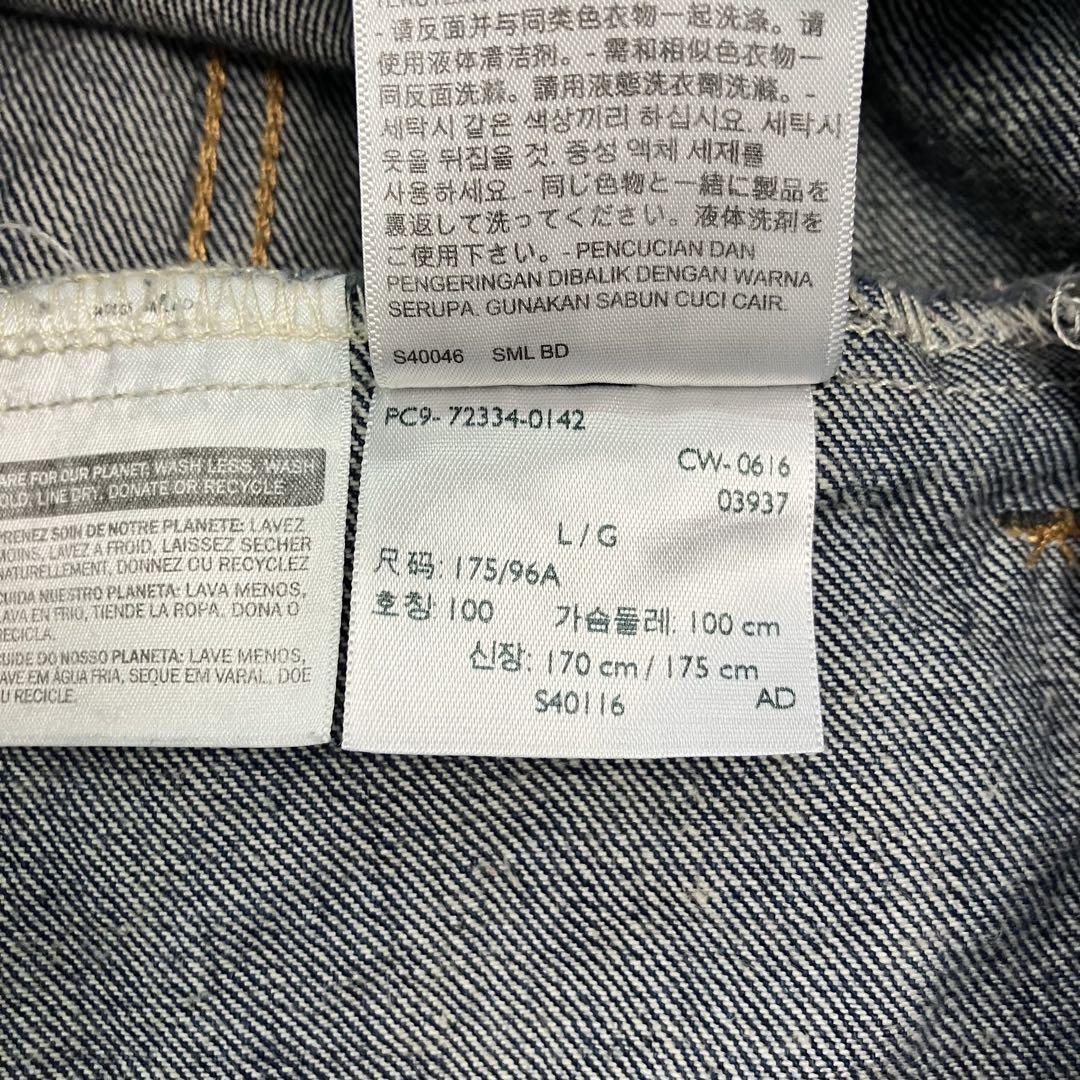 - 请反面并与同类色衣物一起洗涤。请
使用液体清洁剂。- 需和相似色衣物一
同反面洗滌。請用液態洗衣劑洗滌。-
세탁시 같은 색상끼리 하십시요. 세탁시
옷을 뒤집을 것. 중성 액체 세제를
사용하세요. - 同じ色物と一緒に製品を
裏返して洗ってください。液体洗剤を
ご使用下さい。- PENCUCIAN DAN
PENGERINGAN DIBALIK DENGAN WARNA
SERUPA. GUNAKAN SABUN CUCI CAIR.
S40046 SML BD
ARE FOR OUR PLANET: WASH LESS, WASH
OLD, LINE DRY, DONATE OR RECYCLE
PRENEZ SOIN DE NOTRE PLANETE: LAVEZ
MOINS, LAVEZ A FROID, LAISSEZ SECHER
NATURELLEMENT, DONNEZ OU RECYCLEZ
CUIDA NUESTRO PLANETA: LAVA MENOS,
LAVA EN FRIO, TIENDE LA ROPA, DONA O
RECICLA.
CUIDE DO NOSSO PLANETA: LAVE MENOS,
LAVE EM ÁGUA FRIA, SEQUE EM VARAL, DOE
OU RECICLE.
PC9- 72334-0142
CW- 0616
03937
L / G
尺码: 175/96A
호칭 100 가슴둘레: 100 cm
신장: 170 cm / 175 cm
S40116 AD